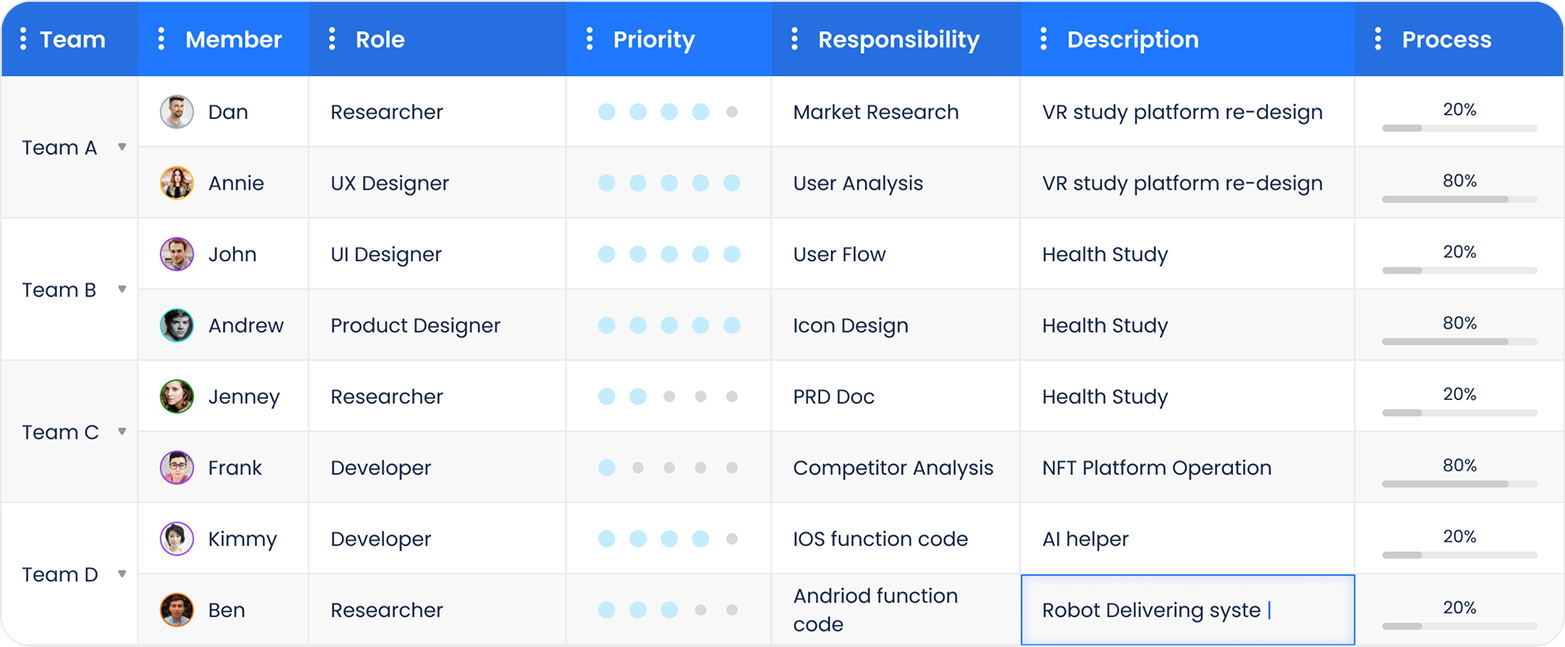 Team Member Role Priority Responsibility Description Process
Team A
Dan Researcher Market Research VR study platform re-design 20%
Annie UX Designer User Analysis VR study platform re-design 80%
Team B
John UI Designer User Flow Health Study 20%
Andrew Product Designer Icon Design Health Study 80%
Team C
Jenney Researcher PRD Doc Health Study 20%
Frank Developer Competitor Analysis NFT Platform Operation 80%
Team D
Kimmy Developer IOS function code AI helper 20%
Ben Researcher Andriod function
code
Robot Delivering syste 20%